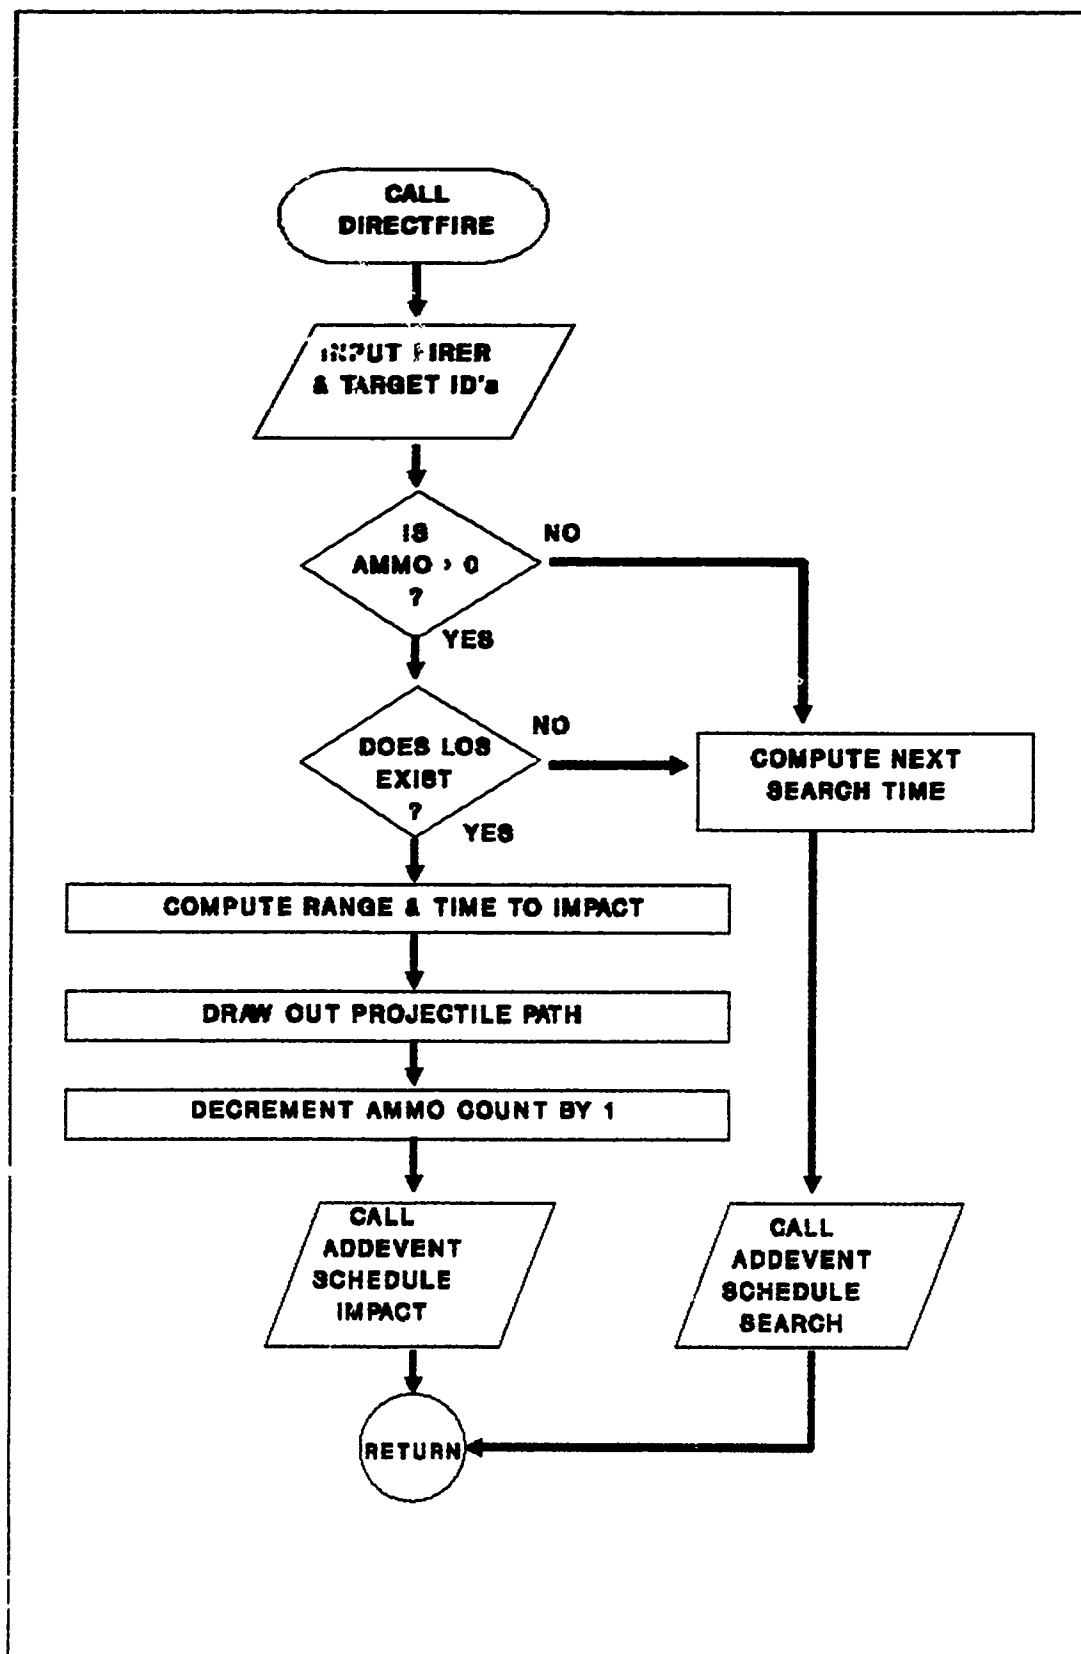 CALL
DIRECTFIRE
INPUT FIRER
& TARGET ID's
IS
AMMO > 0
?
NO
YES
DOES LOS
EXIST
?
NO
YES
COMPUTE NEXT
SEARCH TIME
COMPUTE RANGE & TIME TO IMPACT
DRAW OUT PROJECTILE PATH
DECREMENT AMMO COUNT BY 1
CALL
ADDEVENT
SCHEDULE
IMPACT
CALL
ADDEVENT
SCHEDULE
SEARCH
RETURN